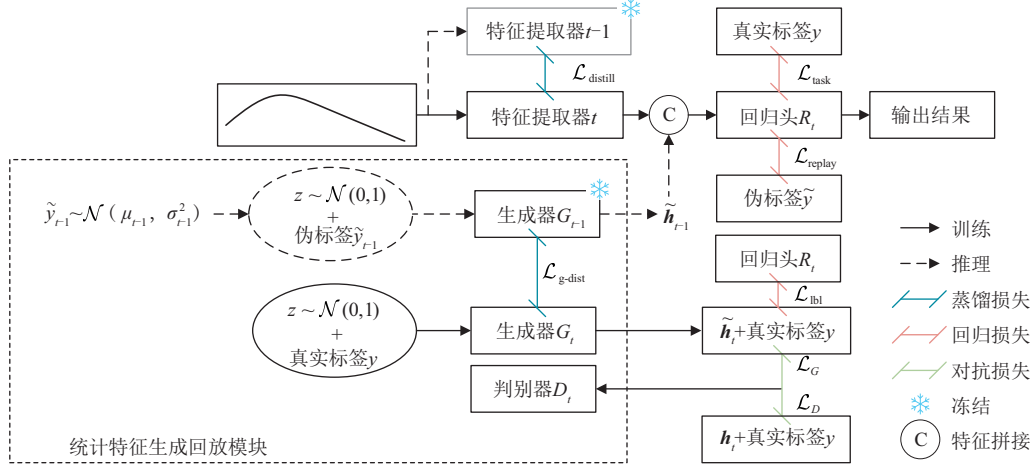 特征提取器t−1
真实标签y
ℒdistill
ℒtask
特征提取器t
C
回归头Rt
输出结果
ℒreplay
伪标签ỹ
ỹt−1~𝒩(μt−1, σ²t−1)
z ~ 𝒩(0,1)
+
伪标签ỹt−1
生成器Gt−1
h̃t−1
训练
推理
蒸馏损失
回归损失
对抗损失
冻结
C 特征拼接
回归头Rt
ℒg-dist
ℒlbl
z ~ 𝒩(0,1)
+
真实标签y
生成器Gt
h̃t+真实标签y
ℒG
判别器Dt
ℒD
ht+真实标签y
统计特征生成回放模块